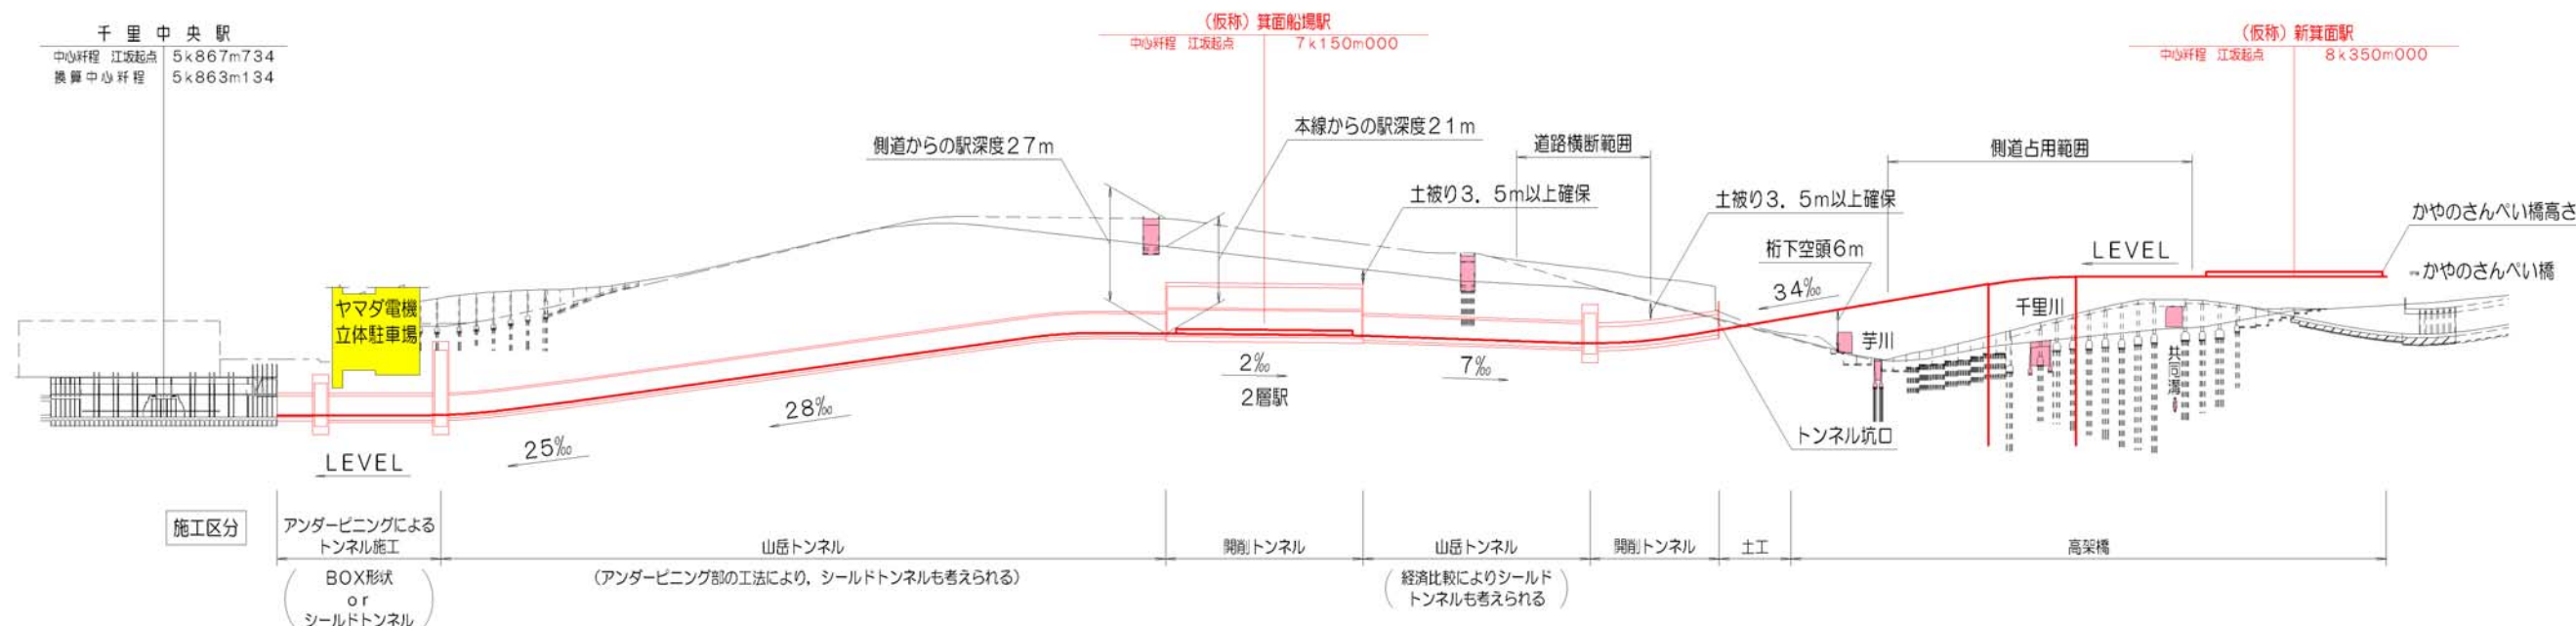 千里中央駅
中心粁程 江坂起点 5k867m734
換算中心粁程 5k863m134
(仮称)箕面船場駅
中心粁程 江坂起点 7k150m000
(仮称)新箕面駅
中心粁程 江坂起点 8k350m000
側道からの駅深度27m
本線からの駅深度21m
道路横断範囲
側道占用範囲
土被り3.5m以上確保
土被り3.5m以上確保
かやのさんぺい橋高さ
桁下空頭6m
LEVEL
かやのさんぺい橋
34‰
ヤマダ電機
立体駐車場
千里川
芋川
共同溝
2‰
2層駅
7‰
28‰
25‰
LEVEL
トンネル坑口
施工区分
アンダーピニングによる
トンネル施工
BOX形状
or
シールドトンネル
山岳トンネル
(アンダーピニング部の工法により,シールドトンネルも考えられる)
開削トンネル
山岳トンネル
(経済比較によりシールド
トンネルも考えられる)
開削トンネル
土工
高架橋